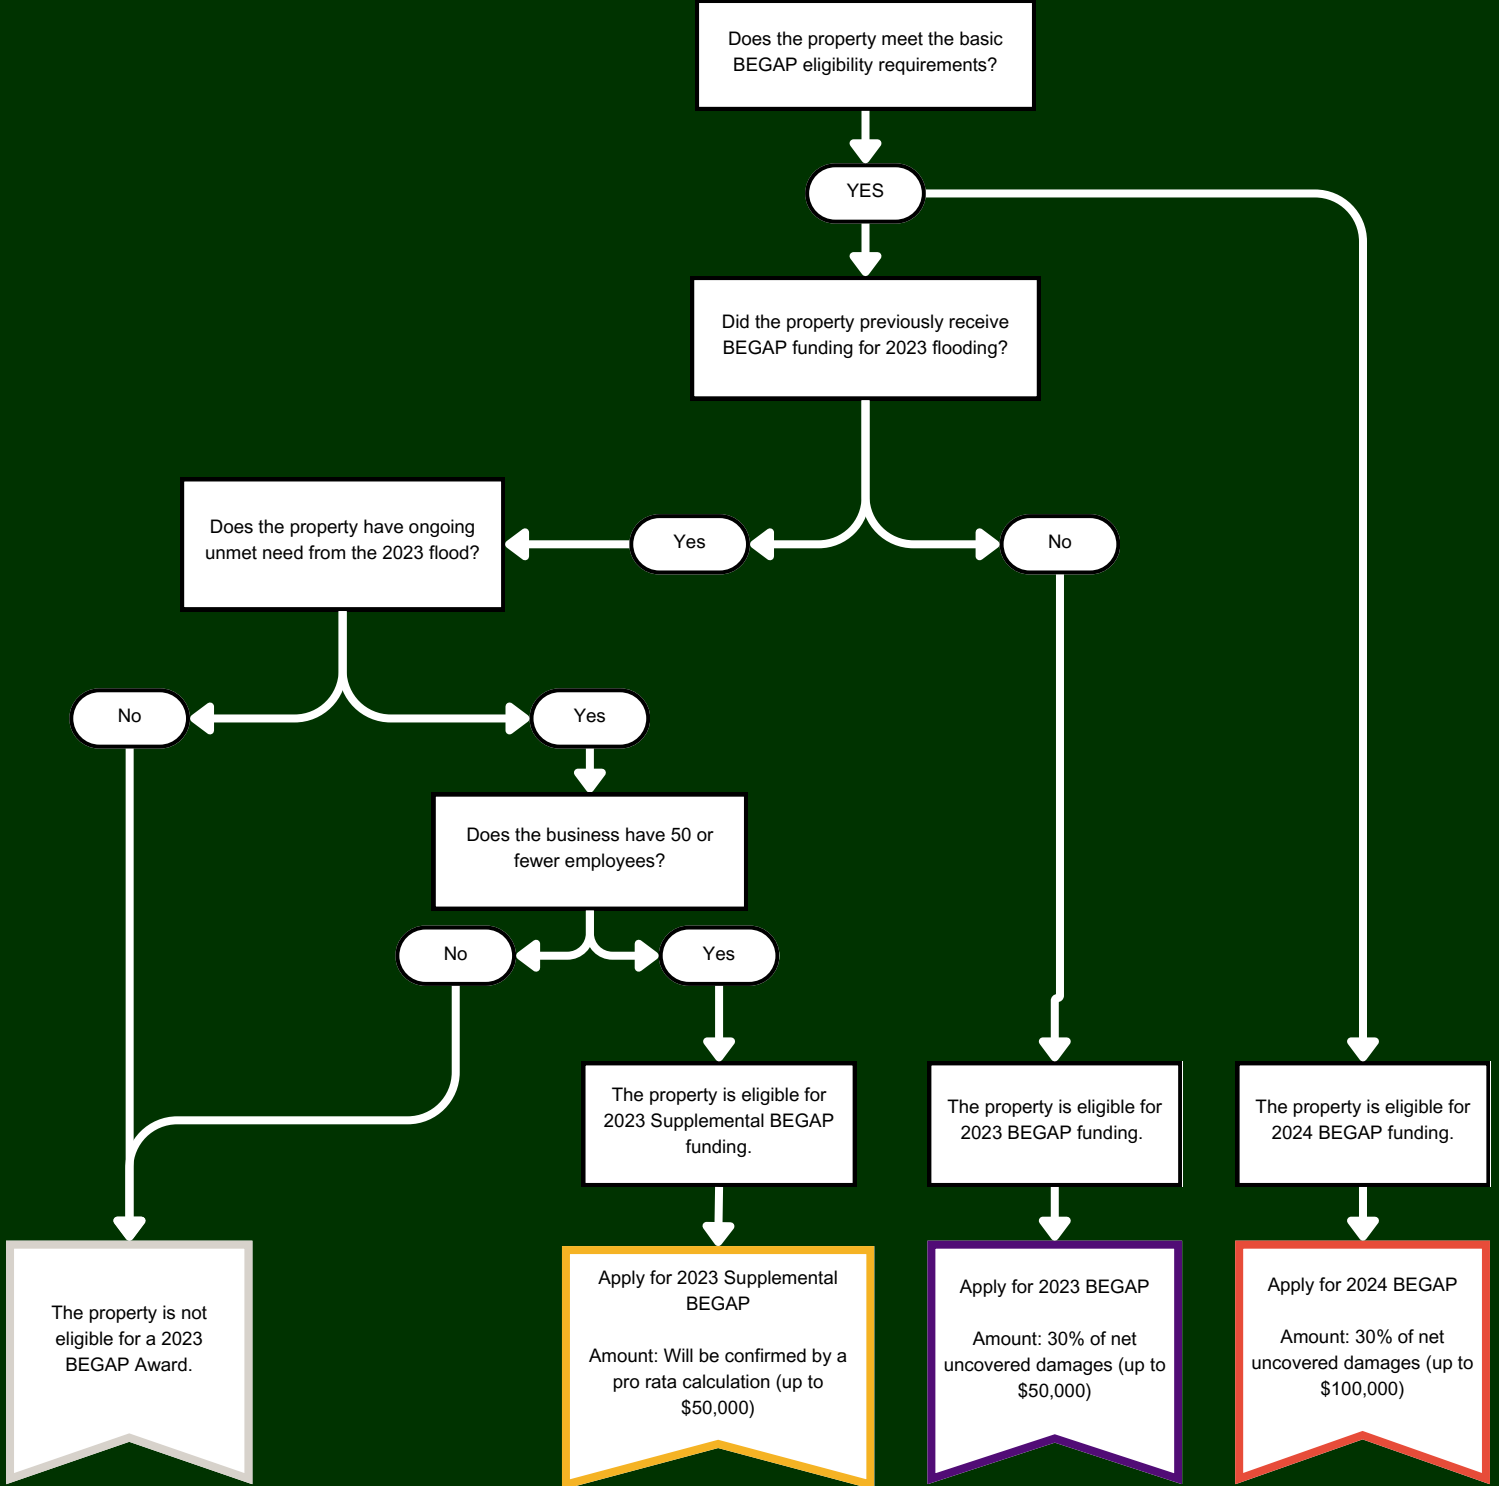 Does the property meet the basic
BEGAP eligibility requirements?
YES
Did the property previously receive
BEGAP funding for 2023 flooding?
Does the property have ongoing
unmet need from the 2023 flood?
Yes
No
No
Yes
Does the business have 50 or
fewer employees?
No
Yes
The property is eligible for
2023 Supplemental BEGAP
funding.
The property is eligible for
2023 BEGAP funding.
The property is eligible for
2024 BEGAP funding.
The property is not
eligible for a 2023
BEGAP Award.
Apply for 2023 Supplemental
BEGAP
Amount: Will be confirmed by a
pro rata calculation (up to
$50,000)
Apply for 2023 BEGAP
Amount: 30% of net
uncovered damages (up to
$50,000)
Apply for 2024 BEGAP
Amount: 30% of net
uncovered damages (up to
$100,000)